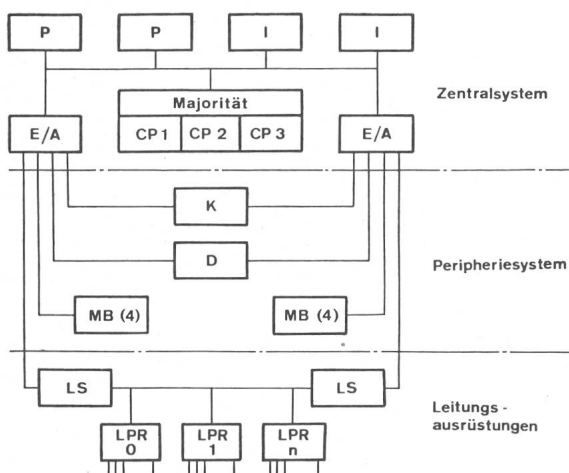 P P I I
Zentralsystem
Majorität
E/A CP 1 CP 2 CP 3 E/A
K
D
Peripheriesystem
MB (4) MB (4)
LS LS
Leitungs-
ausrüstungen
LPR LPR LPR
0 1 n